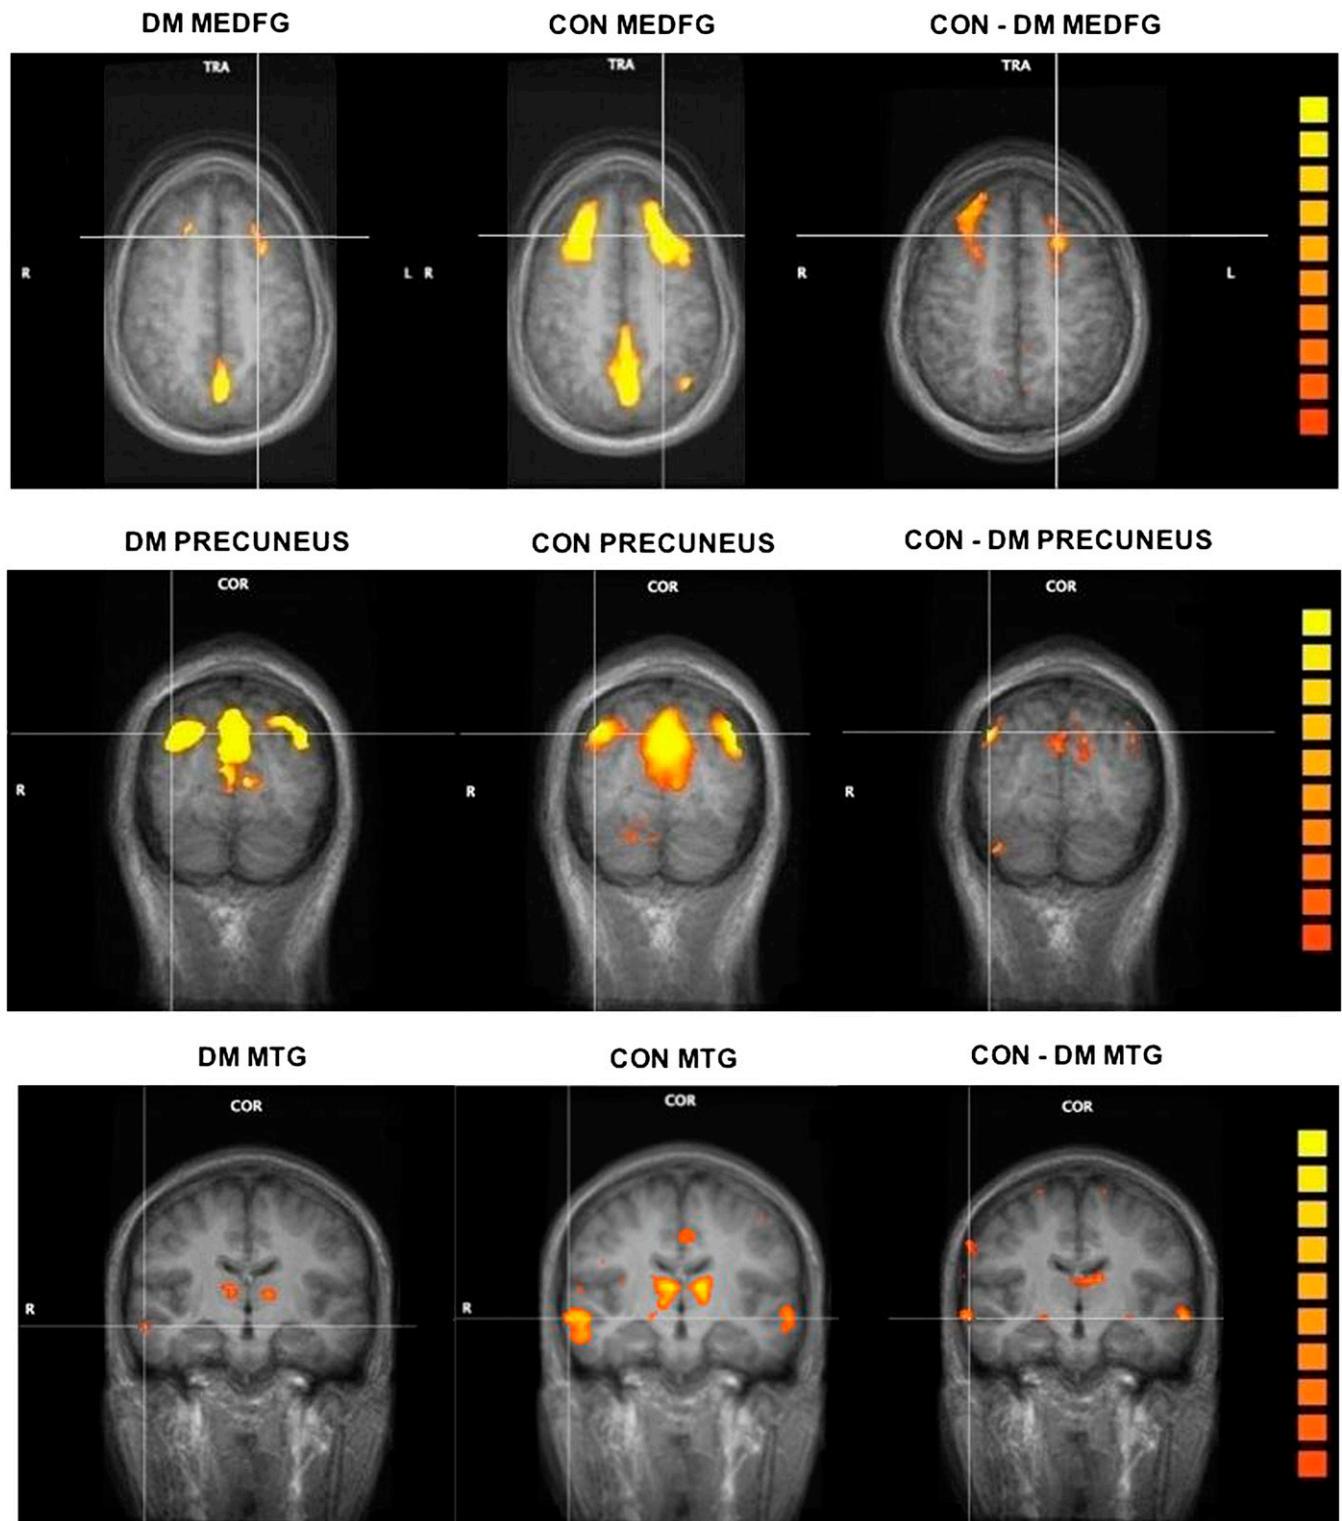 DM MEDFG CON MEDFG CON - DM MEDFG
TRA TRA TRA
R L R R L
DM PRECUNEUS CON PRECUNEUS CON - DM PRECUNEUS
COR COR COR
R R R
DM MTG CON MTG CON - DM MTG
COR COR COR
R R